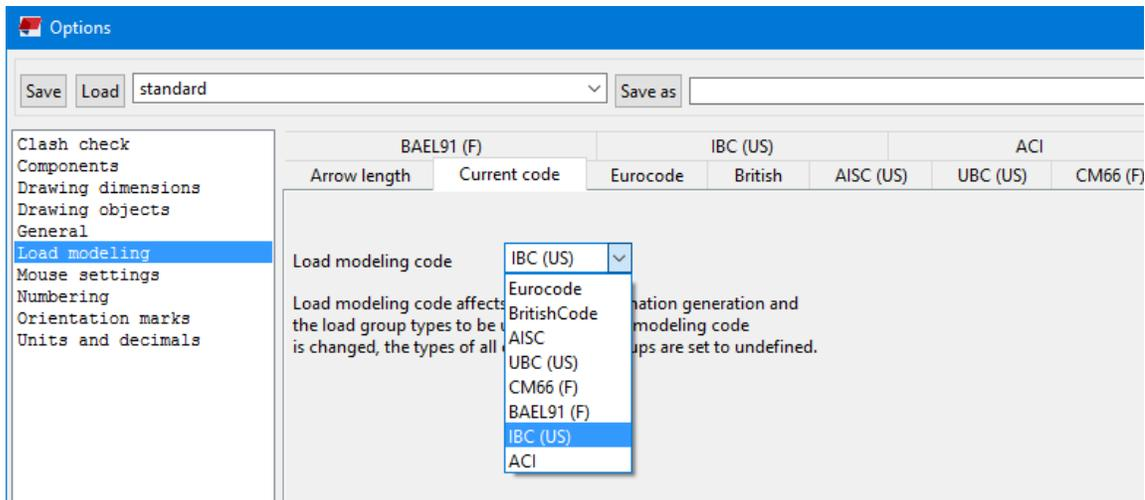 Options
Save Load standard Save as
Clash check
Components
Drawing dimensions
Drawing objects
General
Load modeling
Mouse settings
Numbering
Orientation marks
Units and decimals
BAEL91 (F) IBC (US) ACI
Arrow length Current code Eurocode British AISC (US) UBC (US) CM66 (F)
Load modeling code IBC (US)
Eurocode
BritishCode
AISC
UBC (US)
CM66 (F)
BAEL91 (F)
IBC (US)
ACI
Load modeling code affects nation generation and
the load group types to be modeling code
is changed, the types of all ups are set to undefined.